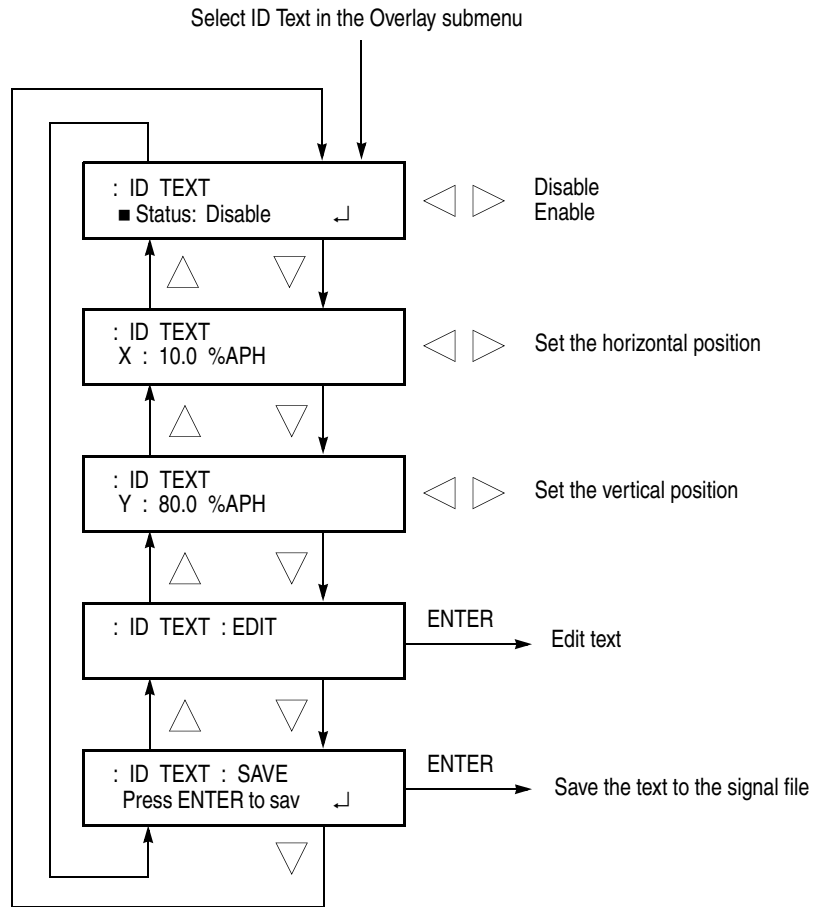 Select ID Text in the Overlay submenu
: ID TEXT
■ Status: Disable ↵
Disable
Enable
: ID TEXT
X : 10.0 %APH
Set the horizontal position
: ID TEXT
Y : 80.0 %APH
Set the vertical position
: ID TEXT : EDIT
ENTER
Edit text
: ID TEXT : SAVE
Press ENTER to sav ↵
ENTER
Save the text to the signal file